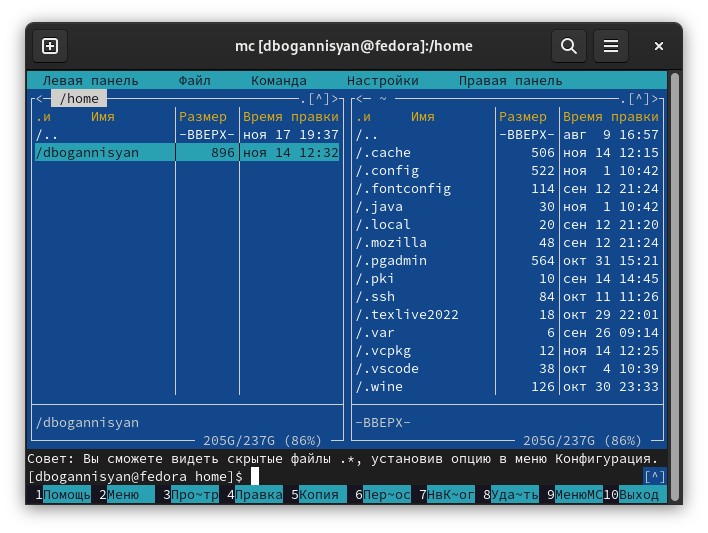 mc [dbogannisyan@fedora]:/home
Левая панель Файл Команда Настройки Правая панель
<─ /home .[^]> <─ ~ .[^]>
.и Имя Размер Время правки .и Имя Размер Время правки
/.. -ВВЕРХ- ноя 17 19:37 /.. -ВВЕРХ- авг 9 16:57
/dbogannisyan 896 ноя 14 12:32 /.cache 506 ноя 14 12:15
/.config 522 ноя 1 10:42
/.fontconfig 114 сен 12 21:24
/.java 30 ноя 1 10:42
/.local 20 сен 12 21:20
/.mozilla 48 сен 12 21:24
/.pgadmin 564 окт 31 15:21
/.pki 10 сен 14 14:45
/.ssh 84 окт 11 11:26
/.texlive2022 18 окт 29 22:01
/.var 6 сен 26 09:14
/.vcpkg 12 ноя 14 12:25
/.vscode 38 окт 4 10:39
/.wine 126 окт 30 23:33
/dbogannisyan -ВВЕРХ-
205G/237G (86%) 205G/237G (86%)
Совет: Вы сможете видеть скрытые файлы .*, установив опцию в меню Конфигурация.
[dbogannisyan@fedora home]$ [^]
1Помощь 2Меню 3Про~тр 4Правка 5Копия 6Пер~ос 7НвК~ог 8Уда~ть 9МенюМС 10Выход